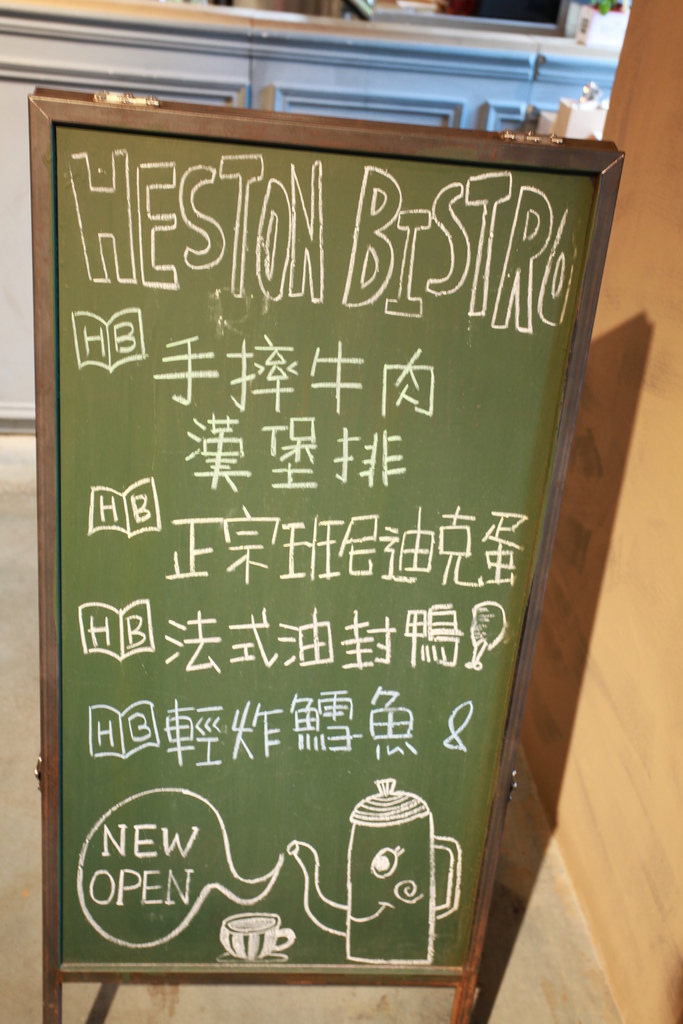 HESTON BISTRO
HB 手摔牛肉
漢堡排
HB 正宗班尼迪克蛋
HB 法式油封鴨
HB 輕炸鱈魚 &
NEW
OPEN